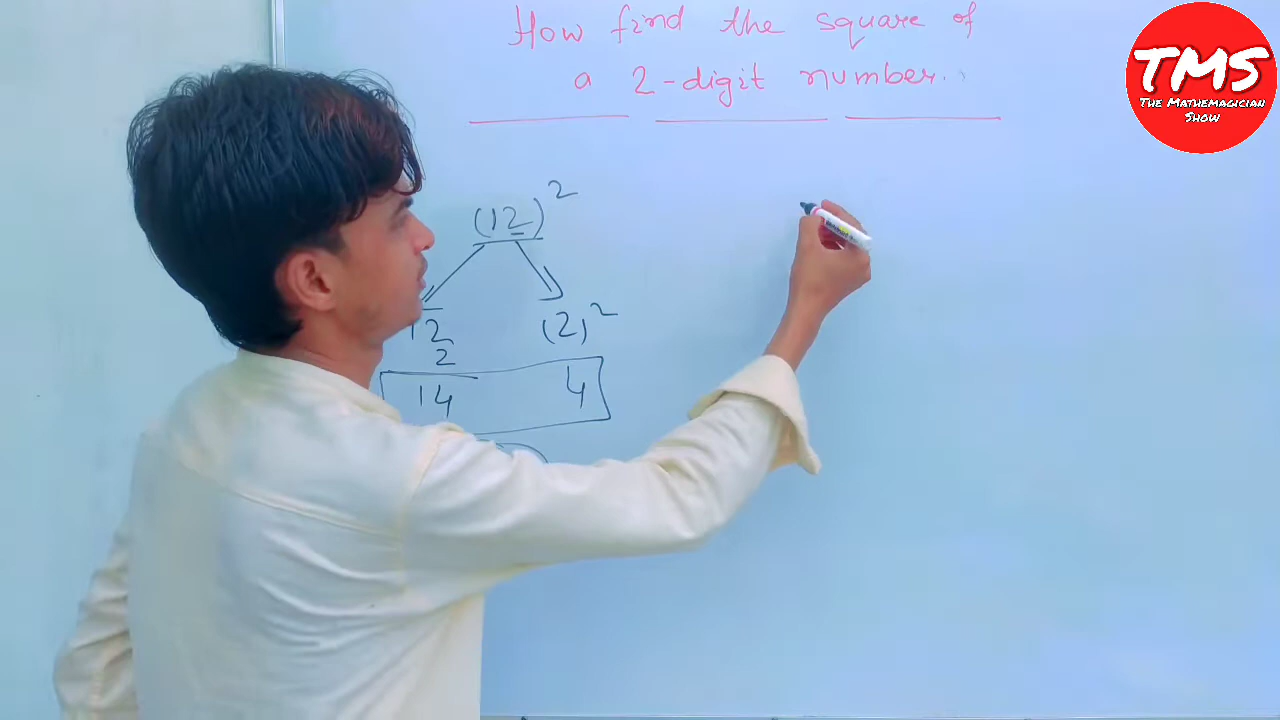 How find the square of
a 2-digit number.
TMS
The Mathemagician
Show
(12)²
12 (2)²
2
14 4